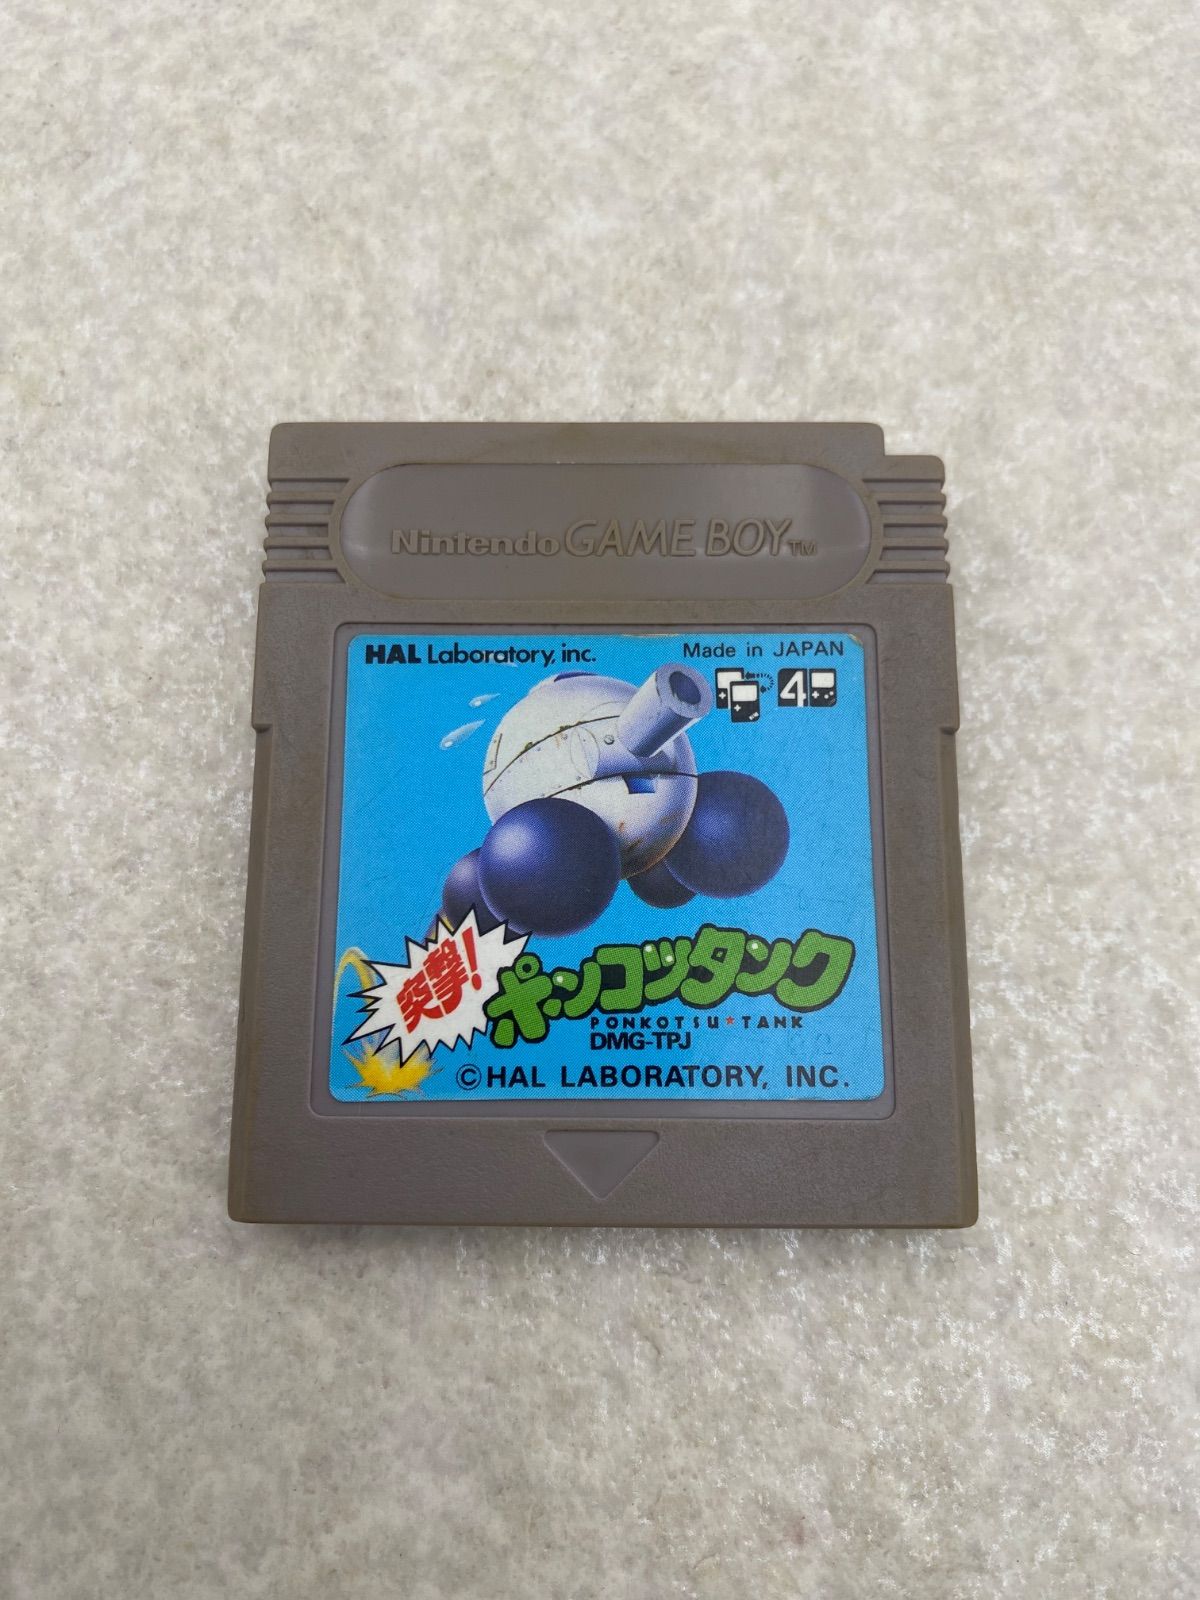 Nintendo GAME BOY TM
HAL Laboratory, inc.
Made in JAPAN
4
突撃!
ポンコツタンク
PONKOTSU★TANK
DMG-TPJ
©HAL LABORATORY, INC.